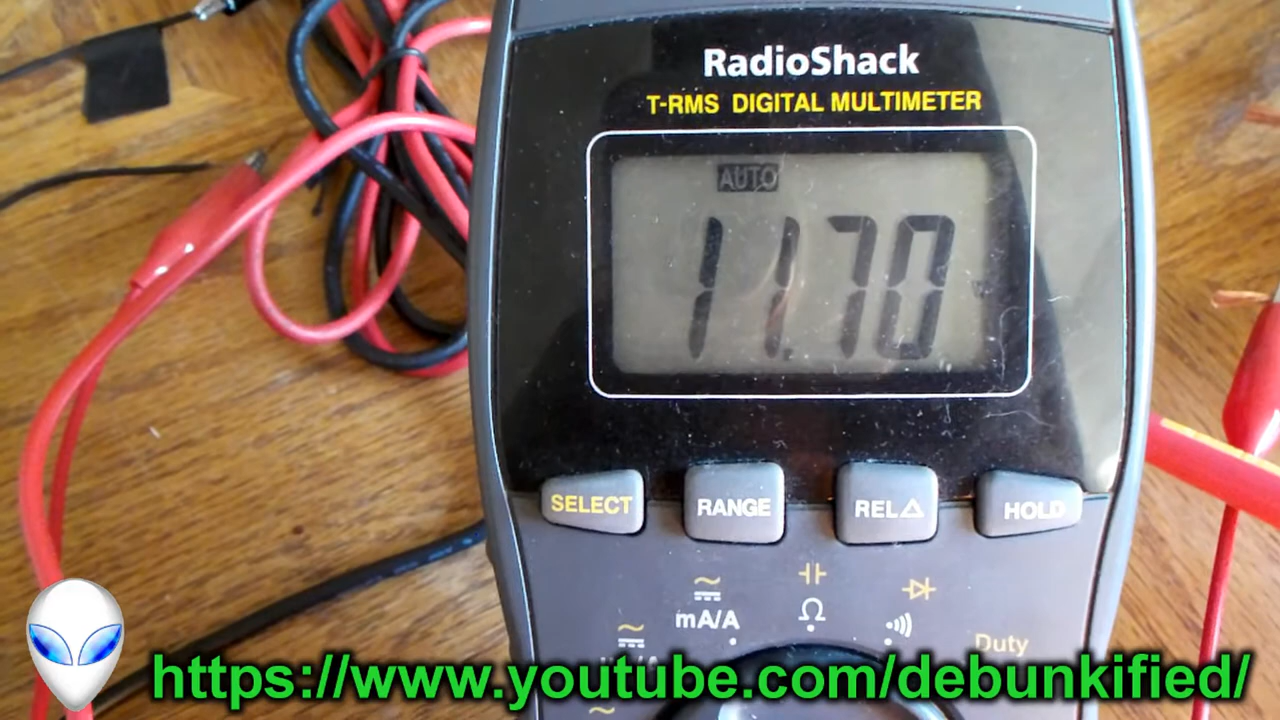 RadioShack
T-RMS DIGITAL MULTIMETER
AUTO
11.70
SELECT
RANGE
REL△
HOLD
mA/A
Ω
Duty
https://www.youtube.com/debunkified/